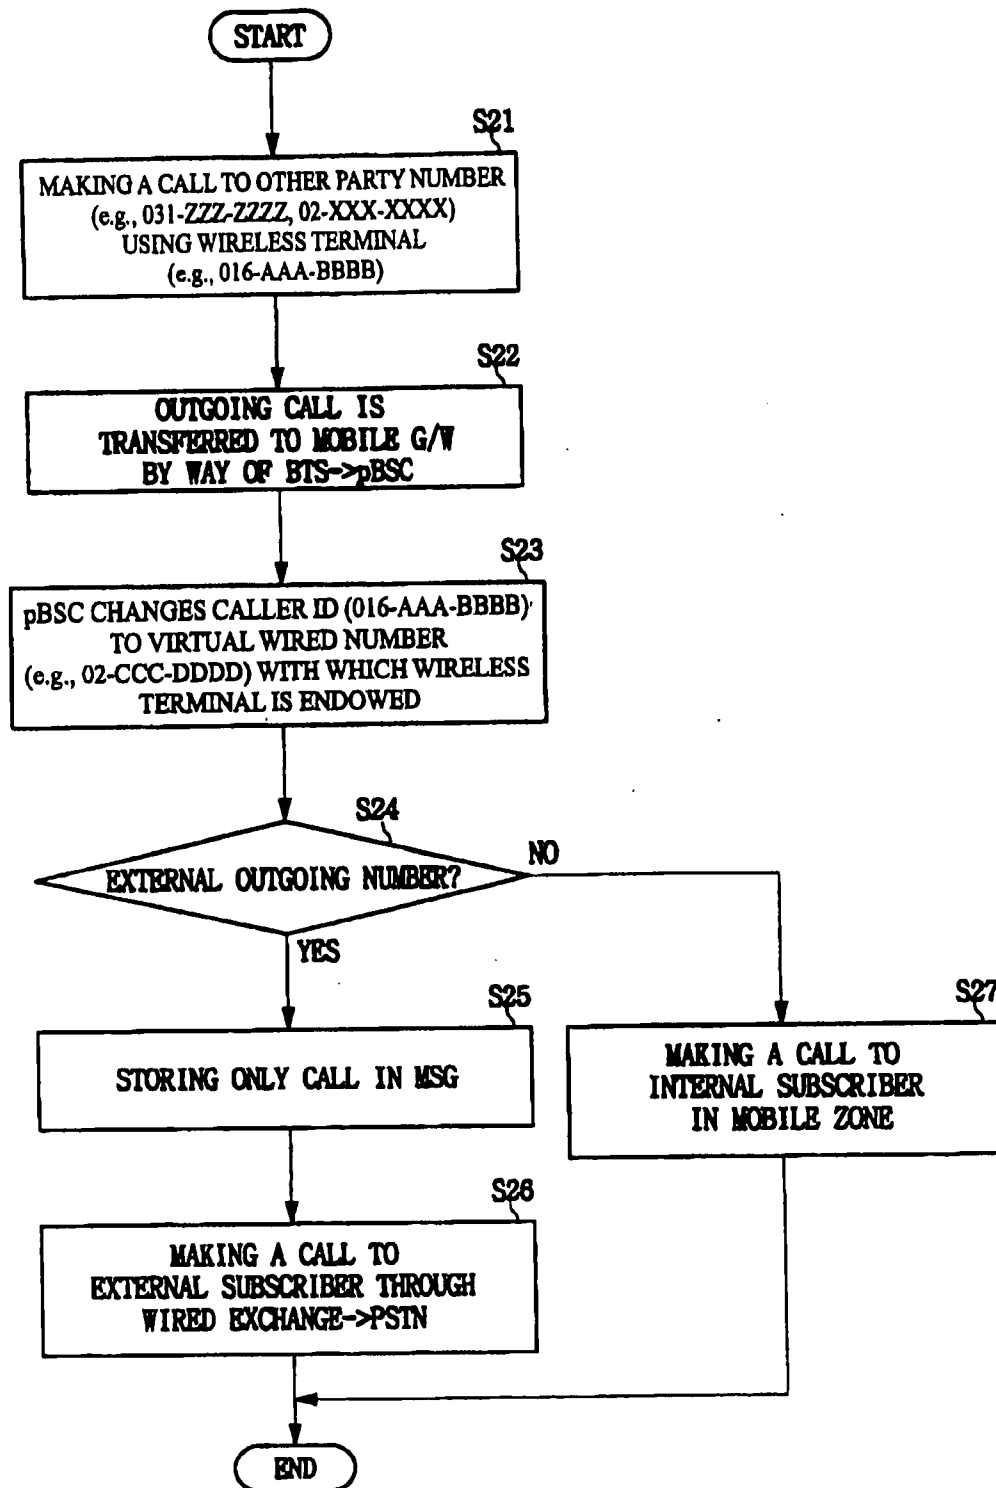 START
S21
MAKING A CALL TO OTHER PARTY NUMBER
(e.g., 031-ZZZ-ZZZZ, 02-XXX-XXXX)
USING WIRELESS TERMINAL
(e.g., 016-AAA-BBBB)
S22
OUTGOING CALL IS
TRANSFERRED TO MOBILE G/W
BY WAY OF BTS->pBSC
S23
pBSC CHANGES CALLER ID (016-AAA-BBBB)
TO VIRTUAL WIRED NUMBER
(e.g., 02-CCC-DDDD) WITH WHICH WIRELESS
TERMINAL IS ENDOWED
S24
EXTERNAL OUTGOING NUMBER?
NO
YES
S25
STORING ONLY CALL IN MSG
S27
MAKING A CALL TO
INTERNAL SUBSCRIBER
IN MOBILE ZONE
S26
MAKING A CALL TO
EXTERNAL SUBSCRIBER THROUGH
WIRED EXCHANGE->PSTN
END